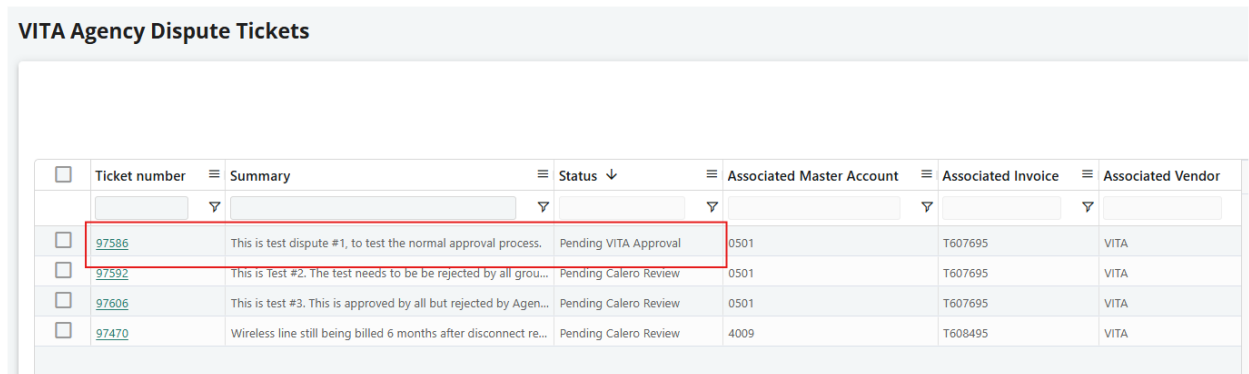 VITA Agency Dispute Tickets
Ticket number Summary Status Associated Master Account Associated Invoice Associated Vendor
97586 This is test dispute #1, to test the normal approval process. Pending VITA Approval 0501 T607695 VITA
97592 This is Test #2. The test needs to be be rejected by all grou... Pending Calero Review 0501 T607695 VITA
97606 This is test #3. This is approved by all but rejected by Agen... Pending Calero Review 0501 T607695 VITA
97470 Wireless line still being billed 6 months after disconnect re... Pending Calero Review 4009 T608495 VITA